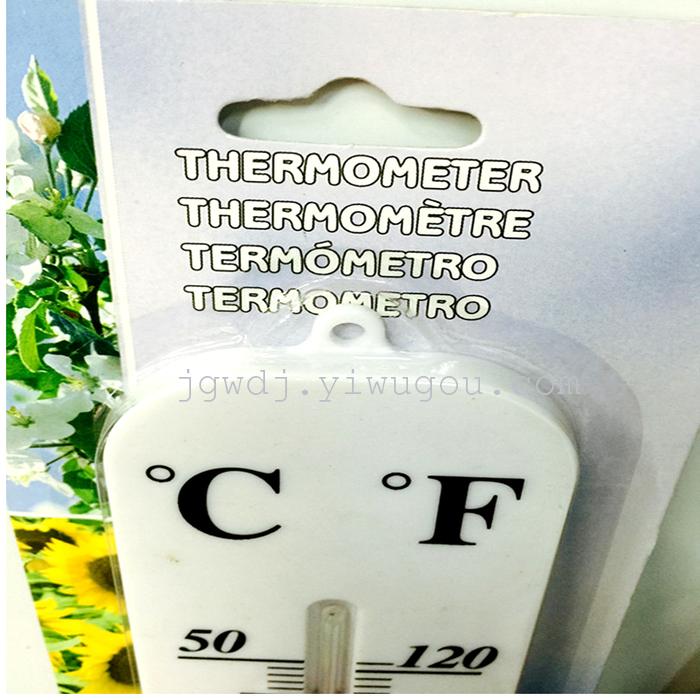 THERMOMETER
THERMOMÈTRE
TERMÓMETRO
TERMOMETRO
jgwdj.yiwugou.com
°C °F
50 120